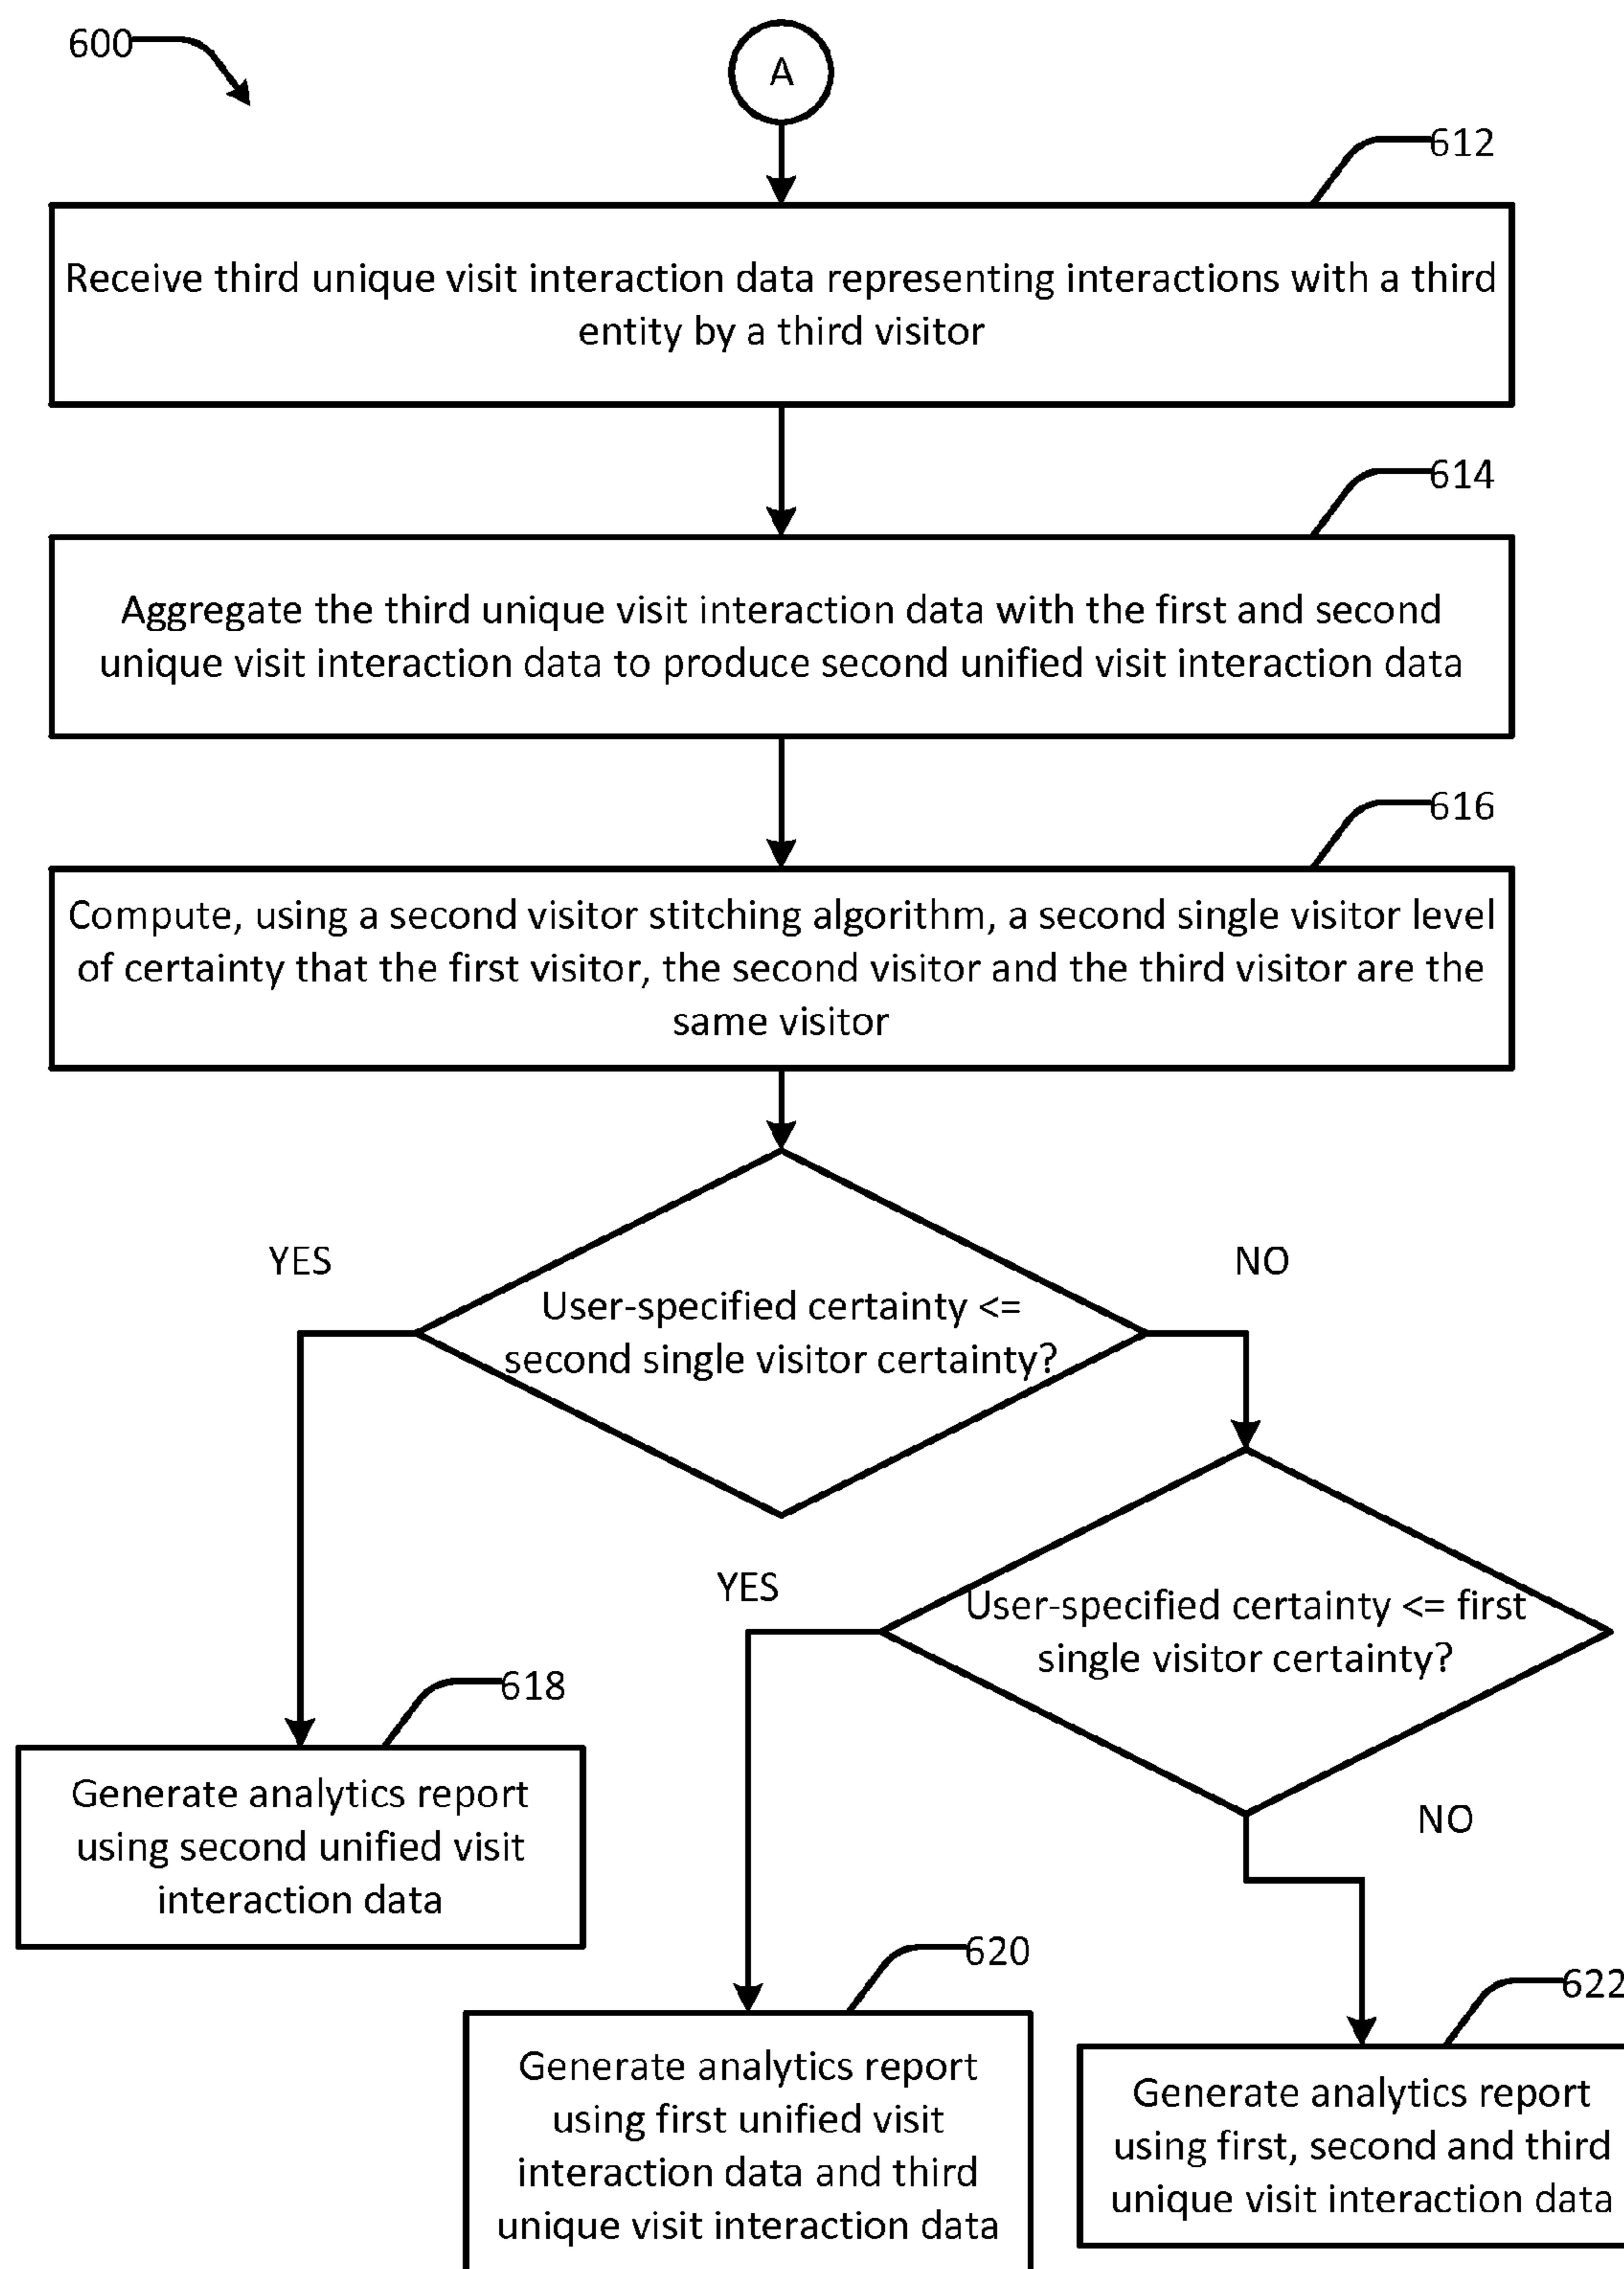 600
A
612
Receive third unique visit interaction data representing interactions with a third
entity by a third visitor
614
Aggregate the third unique visit interaction data with the first and second
unique visit interaction data to produce second unified visit interaction data
616
Compute, using a second visitor stitching algorithm, a second single visitor level
of certainty that the first visitor, the second visitor and the third visitor are the
same visitor
YES
NO
User-specified certainty <=
second single visitor certainty?
YES
User-specified certainty <= first
single visitor certainty?
618
NO
Generate analytics report
using second unified visit
interaction data
620
622
Generate analytics report
using first unified visit
interaction data and third
unique visit interaction data
Generate analytics report
using first, second and third
unique visit interaction data